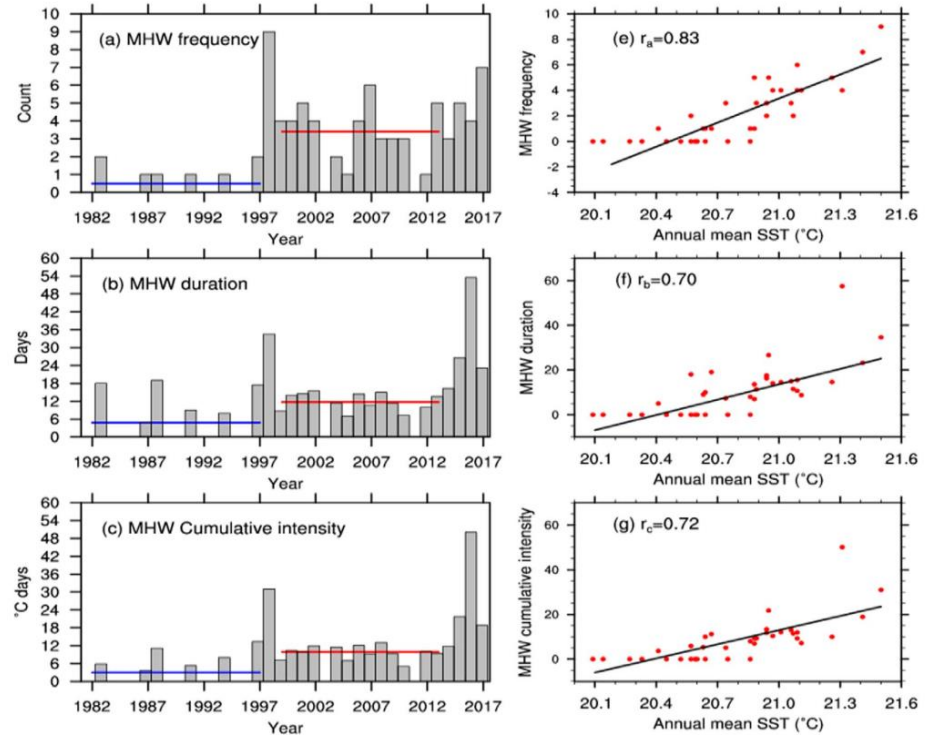 (a) MHW frequency
Count
10
9
8
7
6
5
4
3
2
1
0
1982 1987 1992 1997 2002 2007 2012 2017
Year
(e) rₐ=0.83
MHW frequency
10
8
6
4
2
0
-2
-4
20.1 20.4 20.7 21.0 21.3 21.6
Annual mean SST (°C)
(b) MHW duration
Days
60
54
48
42
36
30
24
18
12
6
0
1982 1987 1992 1997 2002 2007 2012 2017
Year
(f) r_b=0.70
MHW duration
60
40
20
0
20.1 20.4 20.7 21.0 21.3 21.6
Annual mean SST (°C)
(c) MHW Cumulative intensity
°C days
60
54
48
42
36
30
24
18
12
6
0
1982 1987 1992 1997 2002 2007 2012 2017
Year
(g) r_c=0.72
MHW cumulative intensity
60
40
20
0
20.1 20.4 20.7 21.0 21.3 21.6
Annual mean SST (°C)